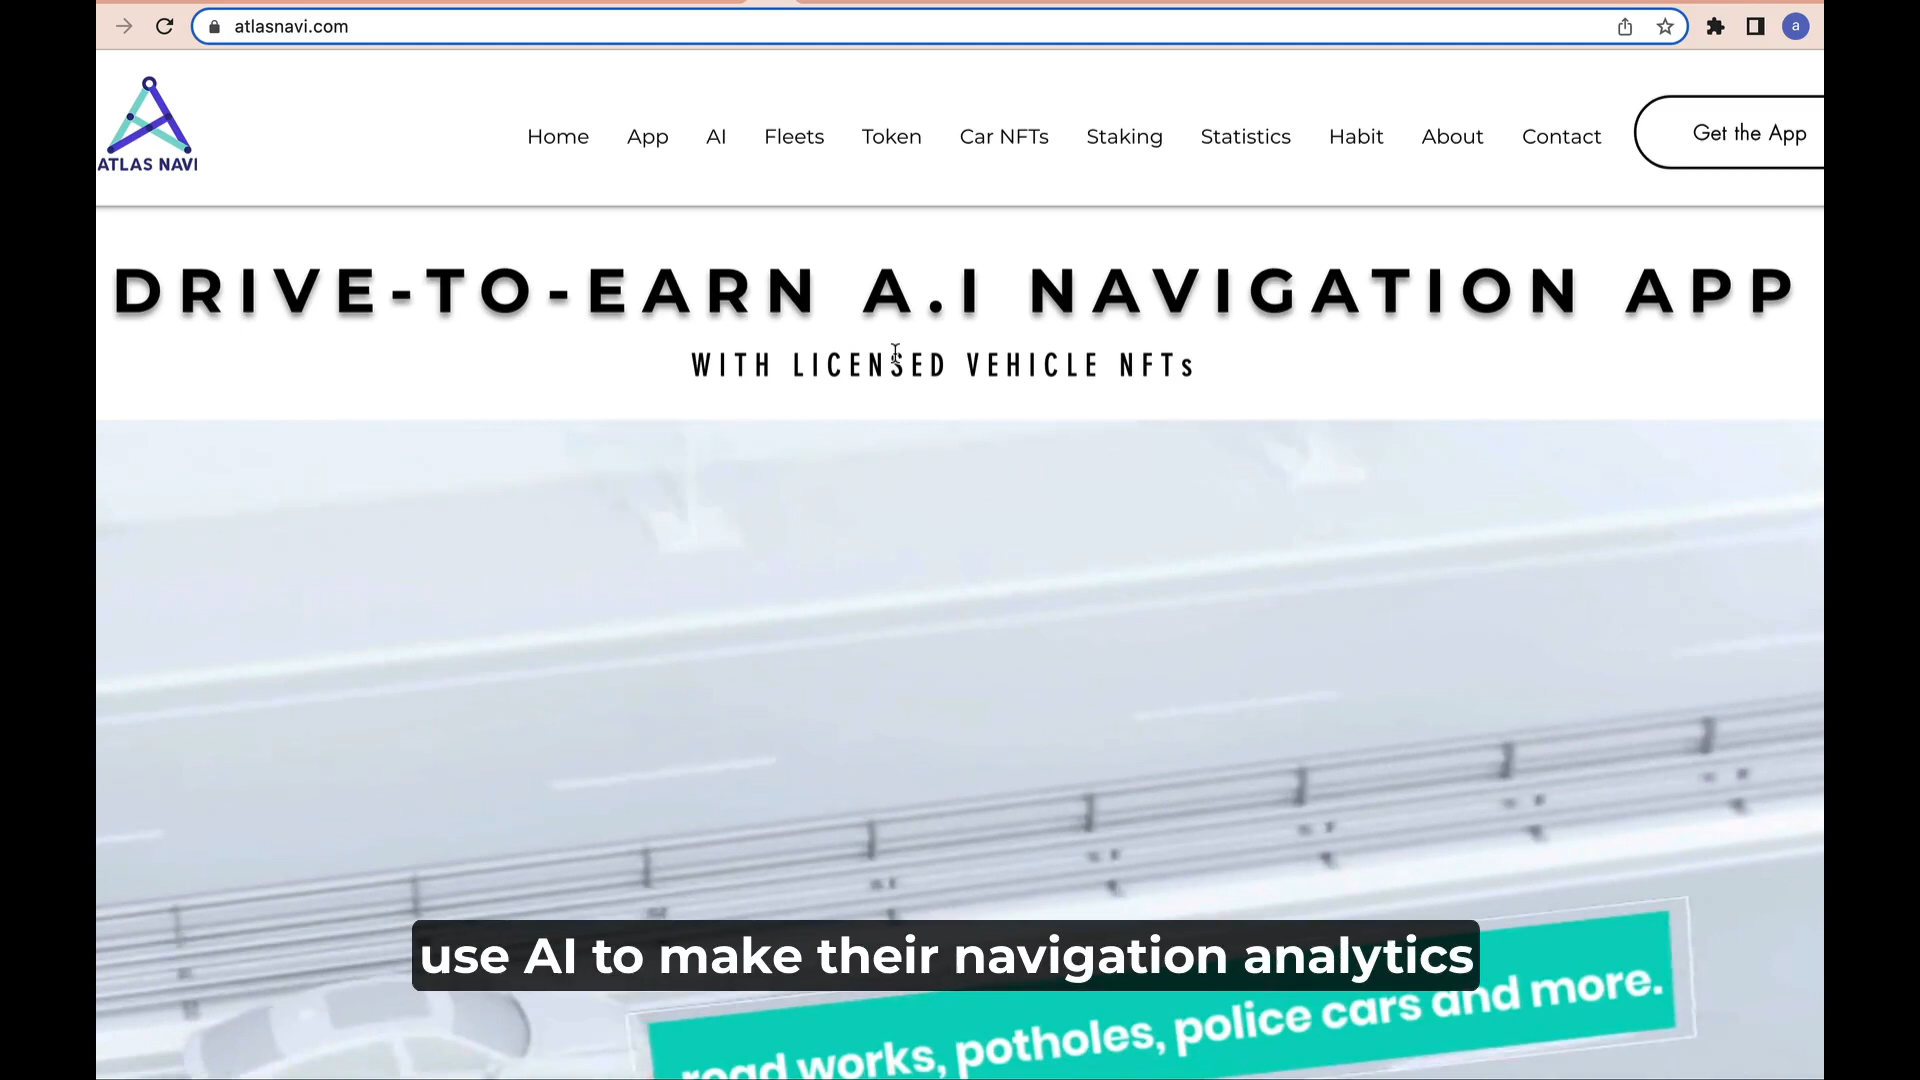 atlasnavi.com
a
ATLAS NAVI
Home App AI Fleets Token Car NFTs Staking Statistics Habit About Contact Get the App
DRIVE-TO-EARN A.I NAVIGATION APP
WITH LICENSED VEHICLE NFTs
use AI to make their navigation analytics
road works, potholes, police cars and more.